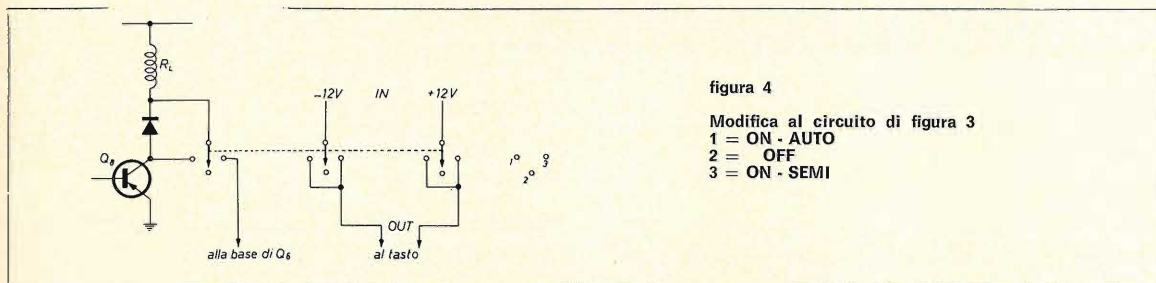 R_L
Q_8
-12V IN +12V
1 3
2
OUT
alla base di Q_6 al tasto
figura 4
Modifica al circuito di figura 3
1 = ON - AUTO
2 = OFF
3 = ON - SEMI